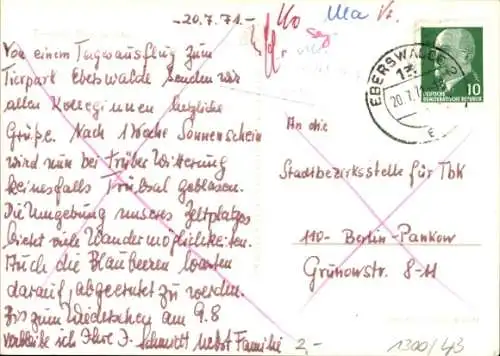 -20.7.71.-
Von einem Tagesausflug zum
Tierpark Eberswalde senden wir
allen Kolleginnen herzliche
Grüße. Nach 1 Woche Sonnenschein
wird nun bei trüber Witterung
keinesfalls Trübsal geblasen.
Die Umgebung unseres Zeltplatzes
bietet viele Wandermöglichkeiten.
Auch die Blaubeeren warten
darauf, abgeerntet zu werden.
Bis zum Wiedersehen am 9.8
verbleibe ich Ihre J. Schmidt nebst Familie
EBERSWALDE 2
20.7.71
10
DEUTSCHE
DEMOKRATISCHE REPUBLIK
An die
Stadtbezirksstelle für TbK
110- Berlin-Pankow
Grunowstr. 8-11
2,-
1300/43